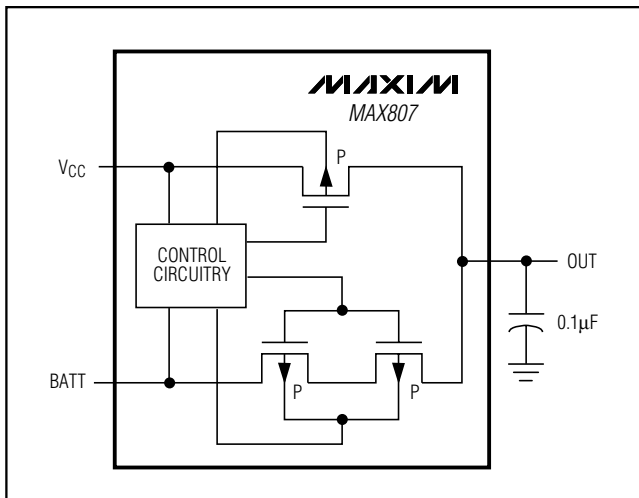 MAXIM
MAX807
P
VCC
CONTROL
CIRCUITRY
OUT
0.1µF
BATT
P
P